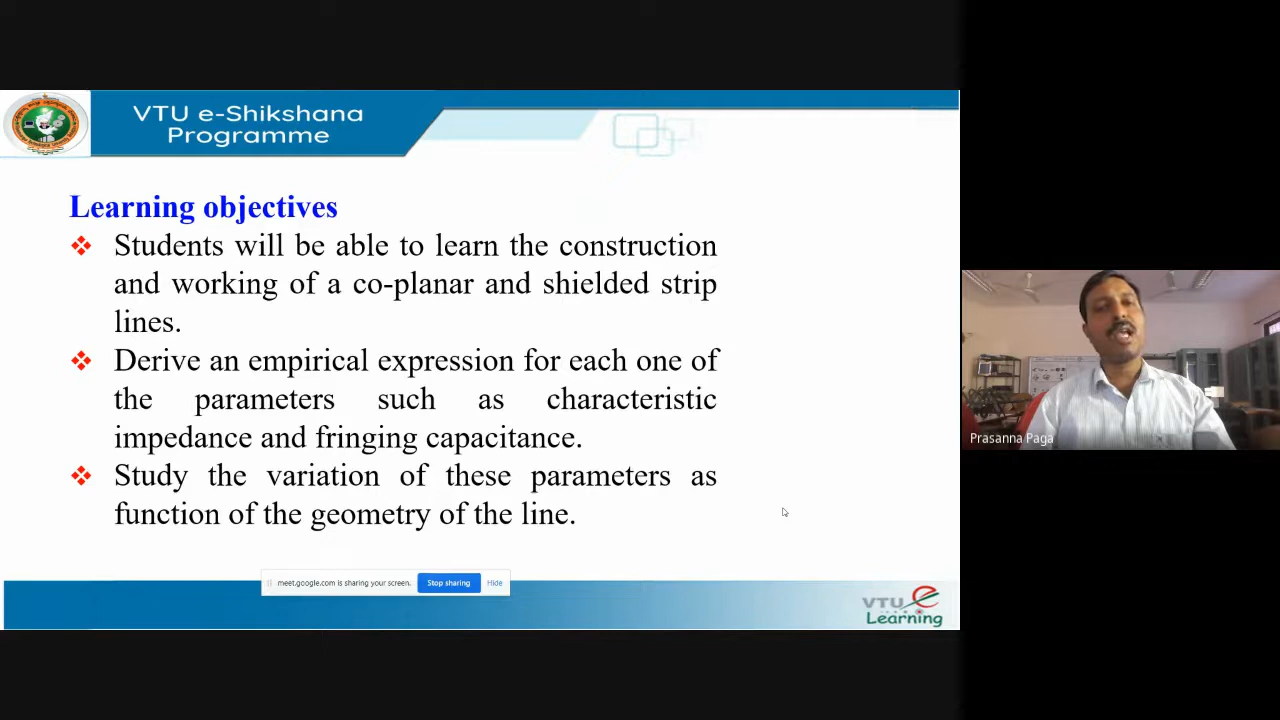 VTU e-Shikshana
Programme
Learning objectives
Students will be able to learn the construction
and working of a co-planar and shielded strip
lines.
Derive an empirical expression for each one of
the parameters such as characteristic
impedance and fringing capacitance.
Study the variation of these parameters as
function of the geometry of the line.
Prasanna Paga
meet.google.com is sharing your screen.
Stop sharing
Hide
VTU e
Learning